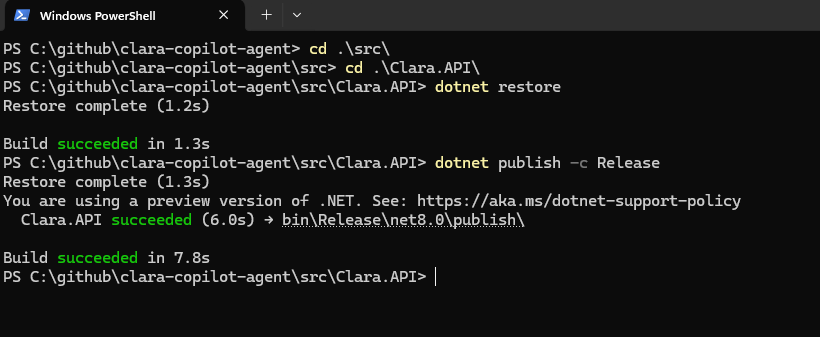 Windows PowerShell
PS C:\github\clara-copilot-agent> cd .\src\
PS C:\github\clara-copilot-agent\src> cd .\Clara.API\
PS C:\github\clara-copilot-agent\src\Clara.API> dotnet restore
Restore complete (1.2s)
Build succeeded in 1.3s
PS C:\github\clara-copilot-agent\src\Clara.API> dotnet publish -c Release
Restore complete (1.3s)
You are using a preview version of .NET. See: https://aka.ms/dotnet-support-policy
Clara.API succeeded (6.0s) → bin\Release\net8.0\publish\
Build succeeded in 7.8s
PS C:\github\clara-copilot-agent\src\Clara.API>